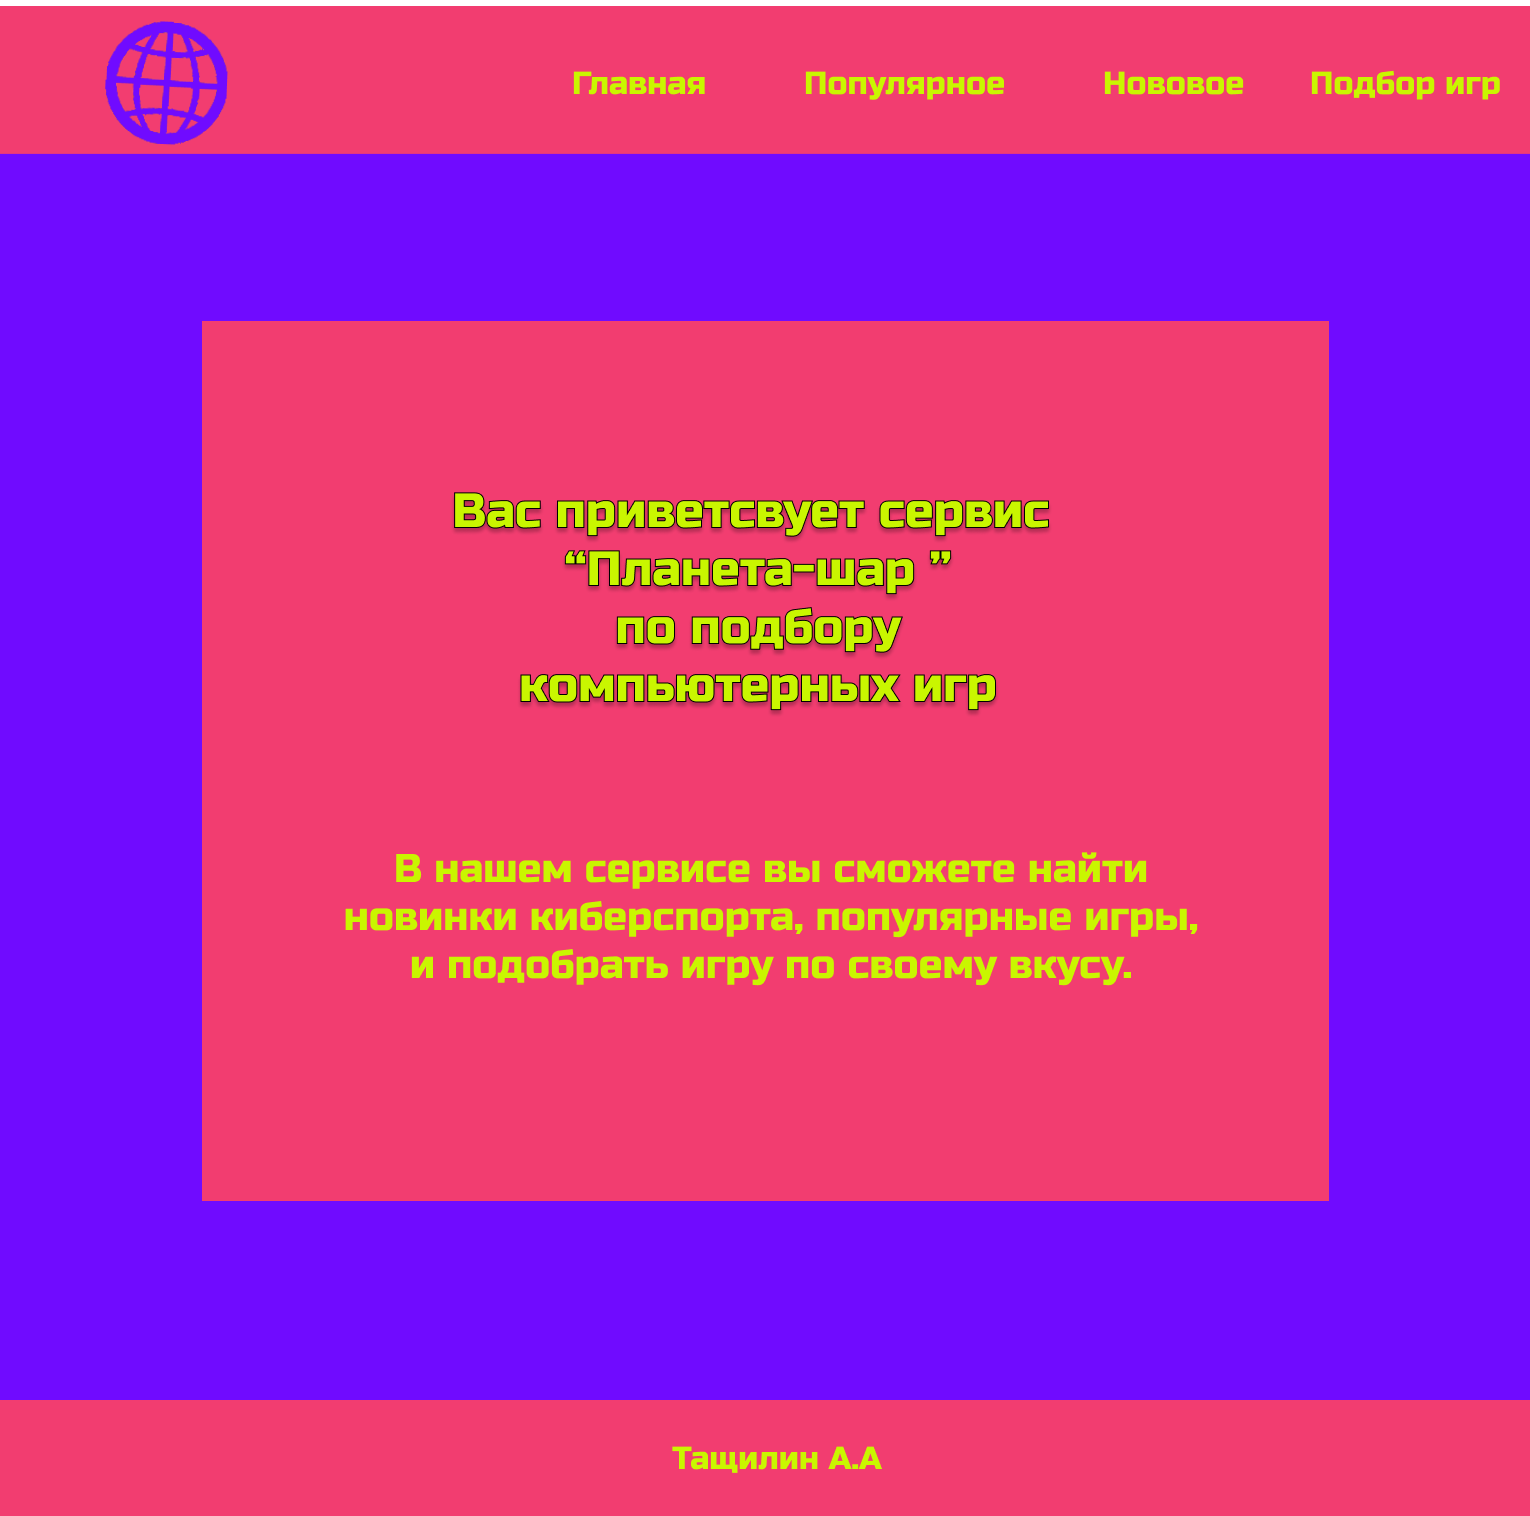 Главная Популярное Нововое Подбор игр
Вас приветсвует сервис
“Планета-шар ”
по подбору
компьютерных игр
В нашем сервисе вы сможете найти
новинки киберспорта, популярные игры,
и подобрать игру по своему вкусу.
Тащилин А.А